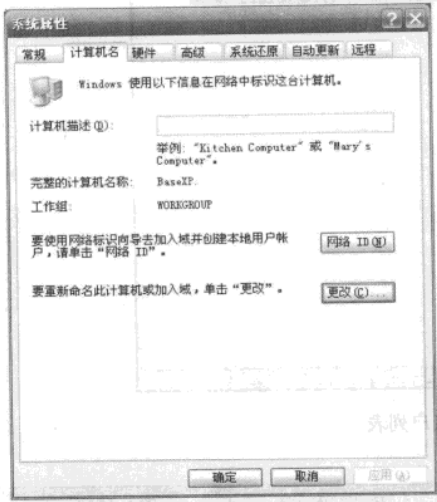 系统属性
常规 计算机名 硬件 高级 系统还原 自动更新 远程
Windows 使用以下信息在网络中标识这台计算机。
计算机描述(D):
举例: "Kitchen Computer" 或 "Mary's
Computer"。
完整的计算机名称: BaseXP.
工作组: WORKGROUP
要使用网络标识向导去加入域并创建本地用户帐
户,请单击“网络 ID”。
网络 ID(N)
要重新命名此计算机或加入域,单击“更改”。
更改(C)...
确定 取消 应用(A)